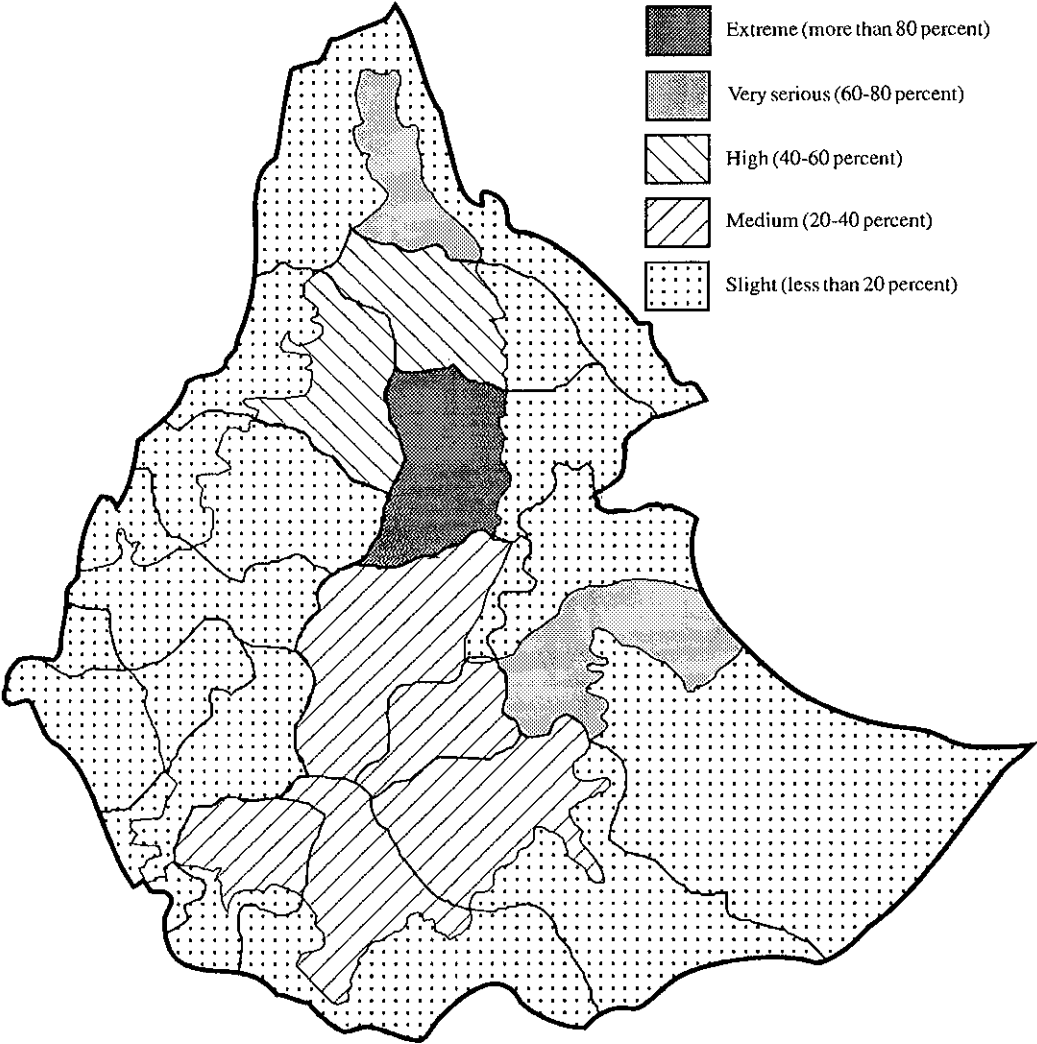 Extreme (more than 80 percent)
Very serious (60-80 percent)
High (40-60 percent)
Medium (20-40 percent)
Slight (less than 20 percent)